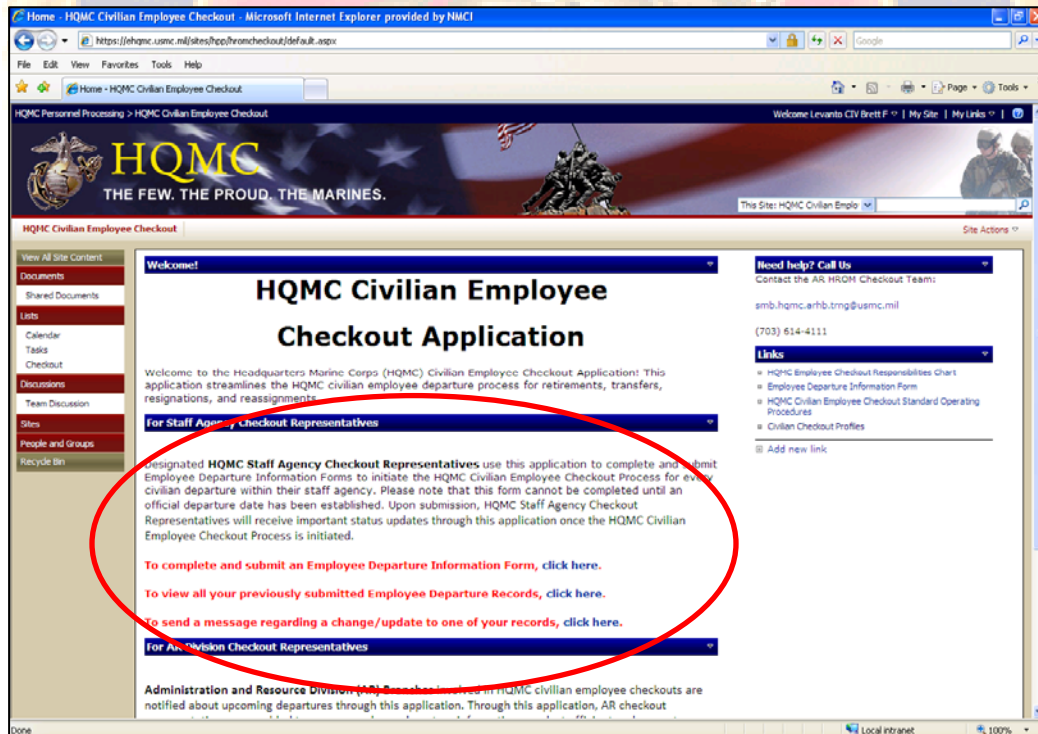 Home - HQMC Civilian Employee Checkout - Microsoft Internet Explorer provided by NMCI
https://ehqmc.usmc.mil/sites/hpp/hromcheckout/default.aspx
Google
File Edit View Favorites Tools Help
Home - HQMC Civilian Employee Checkout
Page Tools
HQMC Personnel Processing > HQMC Civilian Employee Checkout
Welcome Levanto CIV Brett F | My Site | My Links |
HQMC
THE FEW. THE PROUD. THE MARINES.
This Site: HQMC Civilian Emplo
HQMC Civilian Employee Checkout
Site Actions
View All Site Content
Documents
Shared Documents
Lists
Calendar
Tasks
Checkout
Discussions
Team Discussion
Sites
People and Groups
Recycle Bin
Welcome!
HQMC Civilian Employee
Checkout Application
Welcome to the Headquarters Marine Corps (HQMC) Civilian Employee Checkout Application! This
application streamlines the HQMC civilian employee departure process for retirements, transfers,
resignations, and reassignments.
For Staff Agency Checkout Representatives
Designated HQMC Staff Agency Checkout Representatives use this application to complete and submit
Employee Departure Information Forms to initiate the HQMC Civilian Employee Checkout Process for every
civilian departure within their staff agency. Please note that this form cannot be completed until an
official departure date has been established. Upon submission, HQMC Staff Agency Checkout
Representatives will receive important status updates through this application once the HQMC Civilian
Employee Checkout Process is initiated.
To complete and submit an Employee Departure Information Form, click here.
To view all your previously submitted Employee Departure Records, click here.
To send a message regarding a change/update to one of your records, click here.
For AR Division Checkout Representatives
Administration and Resource Division (AR) Branches involved in HQMC civilian employee checkouts are
notified about upcoming departures through this application. Through this application, AR checkout
Need help? Call Us
Contact the AR HROM Checkout Team:
smb.hqmc.arhb.trng@usmc.mil
(703) 614-4111
Links
HQMC Employee Checkout Responsibilities Chart
Employee Departure Information Form
HQMC Civilian Employee Checkout Standard Operating
Procedures
Civilian Checkout Profiles
Add new link
Done
Local intranet
100%